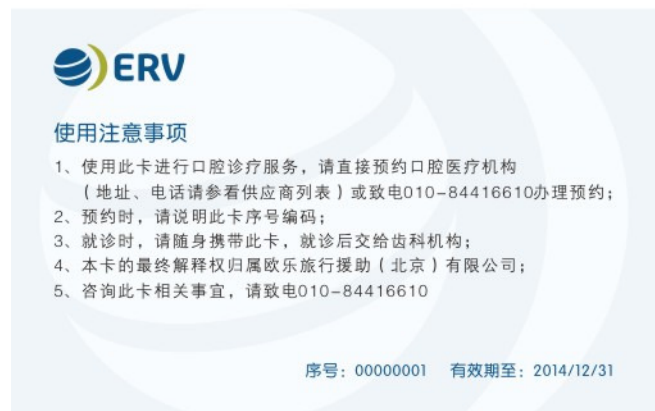 ERV
使用注意事项
1、使用此卡进行口腔诊疗服务，请直接预约口腔医疗机构
（地址、电话请参看供应商列表）或致电010-84416610办理预约；
2、预约时，请说明此卡序号编码；
3、就诊时，请随身携带此卡，就诊后交给齿科机构；
4、本卡的最终解释权归属欧乐旅行援助（北京）有限公司；
5、咨询此卡相关事宜，请致电010-84416610
序号：00000001 有效期至：2014/12/31